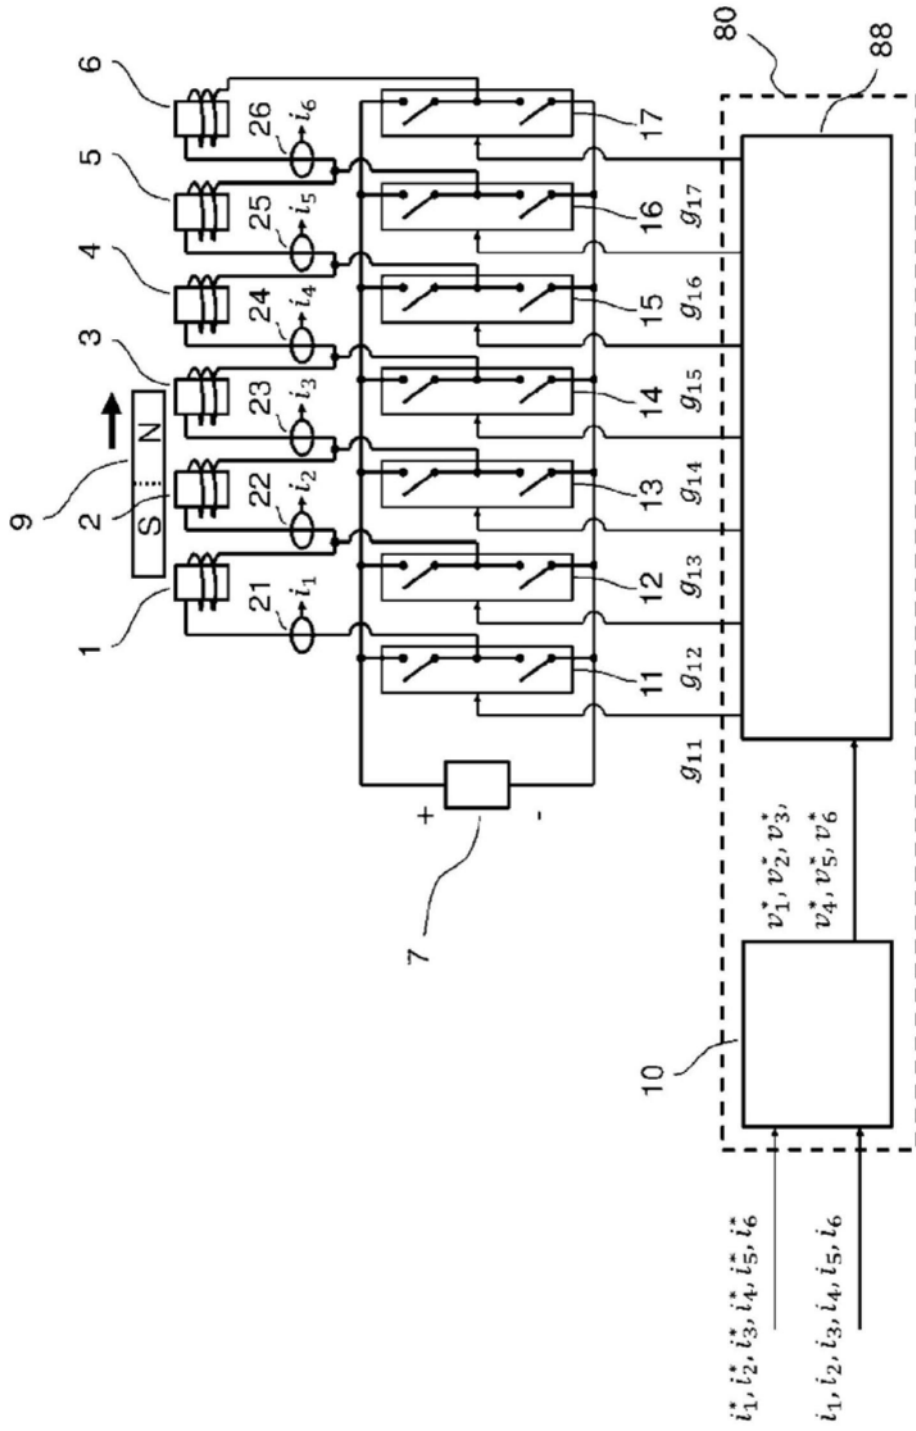 9
1 2 3 4 5 6
S N
21 22 23 24 25 26
i₁ i₂ i₃ i₄ i₅ i₆
+
-
7
11 12 13 14 15 16 17
g₁₁ g₁₂ g₁₃ g₁₄ g₁₅ g₁₆ g₁₇
80
10
88
i₁*, i₂*, i₃*, i₄*, i₅*, i₆*
i₁, i₂, i₃, i₄, i₅, i₆
v₁*, v₂*, v₃*,
v₄*, v₅*, v₆*